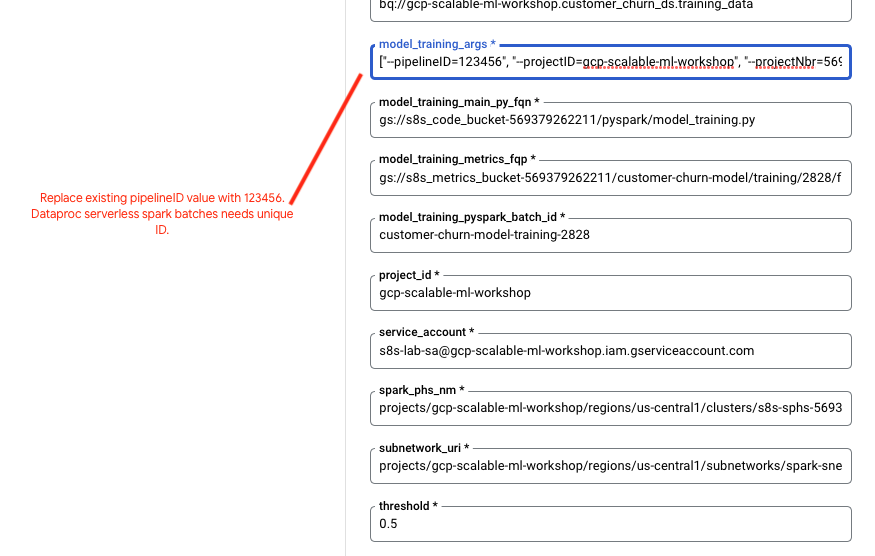 bq://gcp-scalable-ml-workshop.customer_churn_ds.training_data
model_training_args *
["--pipelineID=123456", "--projectID=gcp-scalable-ml-workshop", "--projectNbr=569
model_training_main_py_fqn *
gs://s8s_code_bucket-569379262211/pyspark/model_training.py
model_training_metrics_fqp *
gs://s8s_metrics_bucket-569379262211/customer-churn-model/training/2828/f
Replace existing pipelineID value with 123456.
Dataproc serverless spark batches needs unique
ID.
model_training_pyspark_batch_id *
customer-churn-model-training-2828
project_id *
gcp-scalable-ml-workshop
service_account *
s8s-lab-sa@gcp-scalable-ml-workshop.iam.gserviceaccount.com
spark_phs_nm *
projects/gcp-scalable-ml-workshop/regions/us-central1/clusters/s8s-sphs-5693
subnetwork_uri *
projects/gcp-scalable-ml-workshop/regions/us-central1/subnetworks/spark-sne
threshold *
0.5